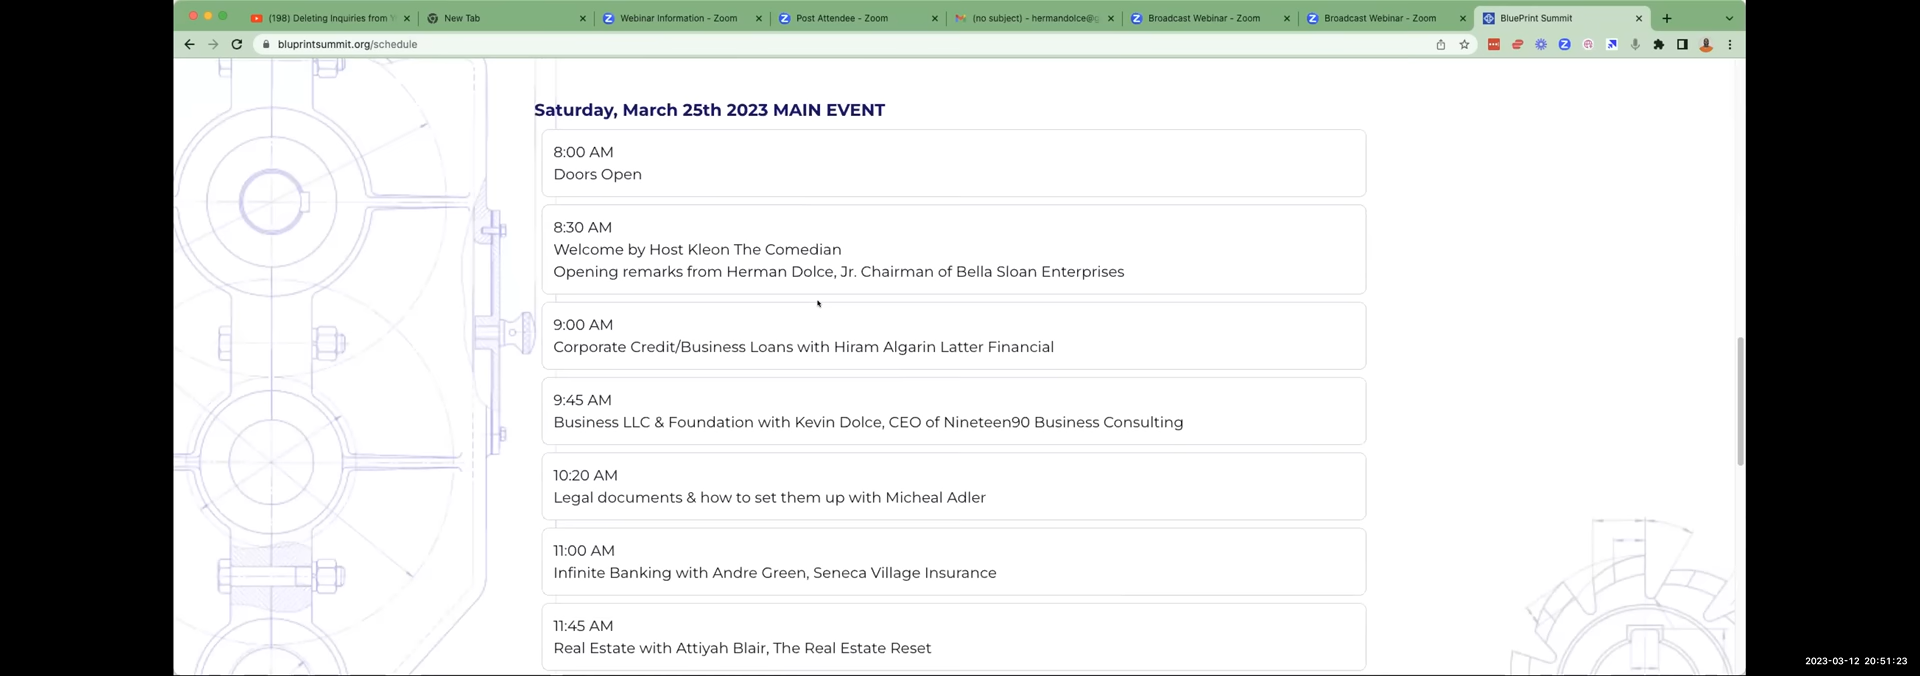 (198) Deleting Inquiries from
New Tab
Webinar Information - Zoom
Post Attendee - Zoom
(no subject) - hermandolce@g
Broadcast Webinar - Zoom
Broadcast Webinar - Zoom
BluePrint Summit
bluprintsummit.org/schedule
Saturday, March 25th 2023 MAIN EVENT
8:00 AM
Doors Open
8:30 AM
Welcome by Host Kleon The Comedian
Opening remarks from Herman Dolce, Jr. Chairman of Bella Sloan Enterprises
9:00 AM
Corporate Credit/Business Loans with Hiram Algarin Latter Financial
9:45 AM
Business LLC & Foundation with Kevin Dolce, CEO of Nineteen90 Business Consulting
10:20 AM
Legal documents & how to set them up with Micheal Adler
11:00 AM
Infinite Banking with Andre Green, Seneca Village Insurance
11:45 AM
Real Estate with Attiyah Blair, The Real Estate Reset
2023-03-12 20:51:23